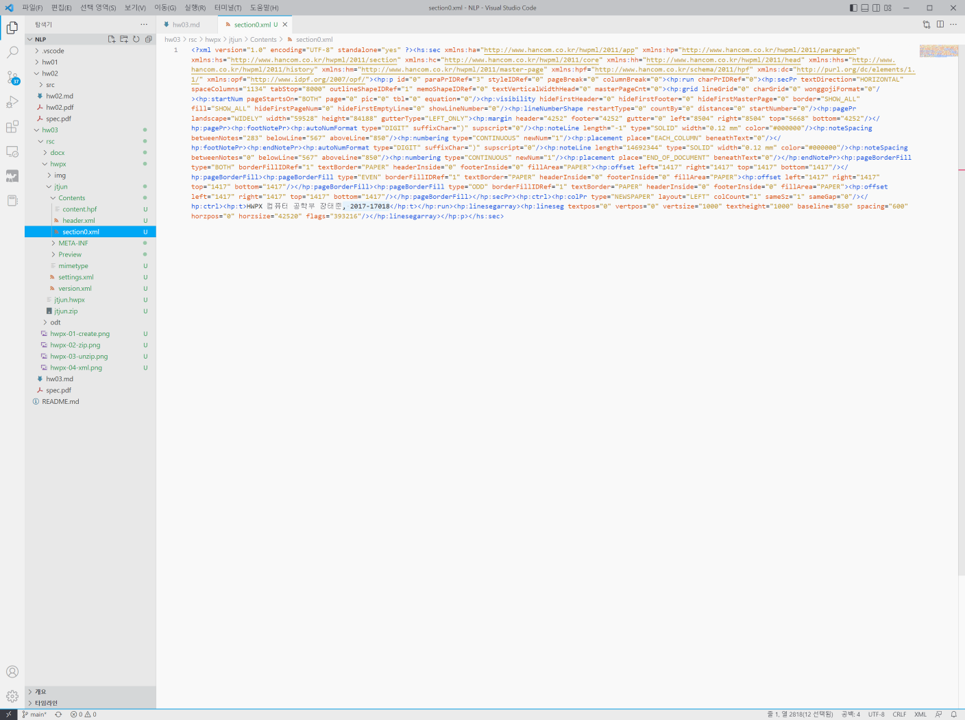 파일(F) 편집(E) 선택 영역(S) 보기(V) 이동(G) 실행(R) 터미널(T) 도움말(H)
section0.xml - NLP - Visual Studio Code
탐색기
hw03.md
section0.xml U
NLP
hw03 > rsc > hwpx > jtjun > Contents > section0.xml
.vscode
hw01
hw02
src
hw02.md
hw02.pdf
spec.pdf
hw03
rsc
docx
hwpx
img
jtjun
Contents
content.hpf U
header.xml U
section0.xml U
META-INF
Preview
mimetype U
settings.xml U
version.xml U
jtjun.hwpx U
jtjun.zip U
odt
hwpx-01-create.png U
hwpx-02-zip.png U
hwpx-03-unzip.png U
hwpx-04-xml.png U
hw03.md
spec.pdf
README.md
37
1
<?xml version="1.0" encoding="UTF-8" standalone="yes" ?><hs:sec xmlns:ha="http://www.hancom.co.kr/hwpml/2011/app" xmlns:hp="http://www.hancom.co.kr/hwpml/2011/paragraph"
xmlns:hs="http://www.hancom.co.kr/hwpml/2011/section" xmlns:hc="http://www.hancom.co.kr/hwpml/2011/core" xmlns:hh="http://www.hancom.co.kr/hwpml/2011/head" xmlns:hhs="http://www.
hancom.co.kr/hwpml/2011/history" xmlns:hm="http://www.hancom.co.kr/hwpml/2011/master-page" xmlns:hpf="http://www.hancom.co.kr/schema/2011/hpf" xmlns:dc="http://purl.org/dc/elements/1.
1/" xmlns:opf="http://www.idpf.org/2007/opf/"><hp:p id="0" paraPrIDRef="3" styleIDRef="0" pageBreak="0" columnBreak="0"><hp:run charPrIDRef="0"><hp:secPr textDirection="HORIZONTAL"
spaceColumns="1134" tabStop="8000" outlineShapeIDRef="1" memoShapeIDRef="0" textVerticalWidthHead="0" masterPageCnt="0"><hp:grid lineGrid="0" charGrid="0" wonggojiFormat="0"/
><hp:startNum pageStartsOn="BOTH" page="0" pic="0" tbl="0" equation="0"/><hp:visibility hideFirstHeader="0" hideFirstFooter="0" hideFirstMasterPage="0" border="SHOW_ALL"
fill="SHOW_ALL" hideFirstPageNum="0" hideFirstEmptyLine="0" showLineNumber="0"/><hp:lineNumberShape restartType="0" countBy="0" distance="0" startNumber="0"/><hp:pagePr
landscape="WIDELY" width="59528" height="84188" gutterType="LEFT_ONLY"><hp:margin header="4252" footer="4252" gutter="0" left="8504" right="8504" top="5668" bottom="4252"/></
hp:pagePr><hp:footNotePr><hp:autoNumFormat type="DIGIT" suffixChar=")" supscript="0"/><hp:noteLine length="-1" type="SOLID" width="0.12 mm" color="#000000"/><hp:noteSpacing
betweenNotes="283" belowLine="567" aboveLine="850"/><hp:numbering type="CONTINUOUS" newNum="1"/><hp:placement place="EACH_COLUMN" beneathText="0"/></
hp:footNotePr><hp:endNotePr><hp:autoNumFormat type="DIGIT" suffixChar=")" supscript="0"/><hp:noteLine length="14692344" type="SOLID" width="0.12 mm" color="#000000"/><hp:noteSpacing
betweenNotes="0" belowLine="567" aboveLine="850"/><hp:numbering type="CONTINUOUS" newNum="1"/><hp:placement place="END_OF_DOCUMENT" beneathText="0"/></hp:endNotePr><hp:pageBorderFill
type="BOTH" borderFillIDRef="1" textBorder="PAPER" headerInside="0" footerInside="0" fillArea="PAPER"><hp:offset left="1417" right="1417" top="1417" bottom="1417"/></
hp:pageBorderFill><hp:pageBorderFill type="EVEN" borderFillIDRef="1" textBorder="PAPER" headerInside="0" footerInside="0" fillArea="PAPER"><hp:offset left="1417" right="1417"
top="1417" bottom="1417"/></hp:pageBorderFill><hp:pageBorderFill type="ODD" borderFillIDRef="1" textBorder="PAPER" headerInside="0" footerInside="0" fillArea="PAPER"><hp:offset
left="1417" right="1417" top="1417" bottom="1417"/></hp:pageBorderFill></hp:secPr><hp:ctrl><hp:colPr type="NEWSPAPER" layout="LEFT" colCount="1" sameSz="1" sameGap="0"/></
hp:ctrl><hp:t>HWPX 컴퓨터 공학부 장태준, 2017-17018</hp:t></hp:run><hp:linesegarray><hp:lineseg textpos="0" vertpos="0" vertsize="1000" textheight="1000" baseline="850" spacing="600"
horzpos="0" horzsize="42520" flags="393216"/></hp:linesegarray></hp:p></hs:sec>
개요
타임라인
main*
0 0
줄 1, 열 2818(12 선택됨) 공백: 4 UTF-8 CRLF XML